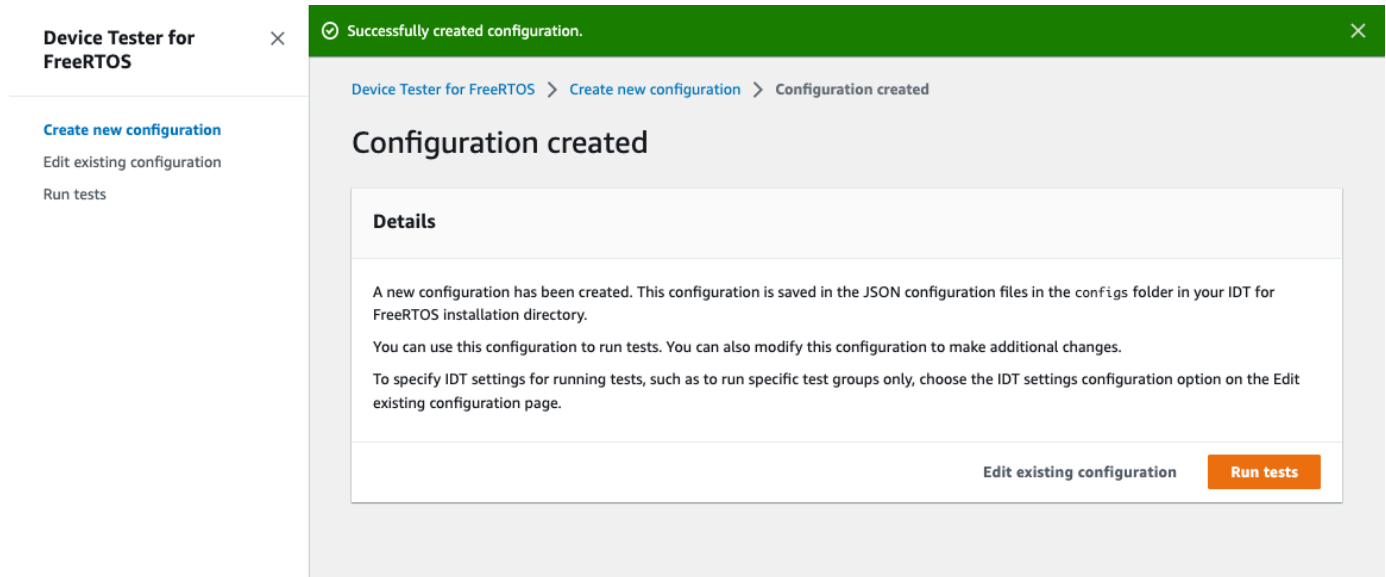 Device Tester for
FreeRTOS
Create new configuration
Edit existing configuration
Run tests
Successfully created configuration.
Device Tester for FreeRTOS > Create new configuration > Configuration created
Configuration created
Details
A new configuration has been created. This configuration is saved in the JSON configuration files in the configs folder in your IDT for
FreeRTOS installation directory.
You can use this configuration to run tests. You can also modify this configuration to make additional changes.
To specify IDT settings for running tests, such as to run specific test groups only, choose the IDT settings configuration option on the Edit
existing configuration page.
Edit existing configuration Run tests